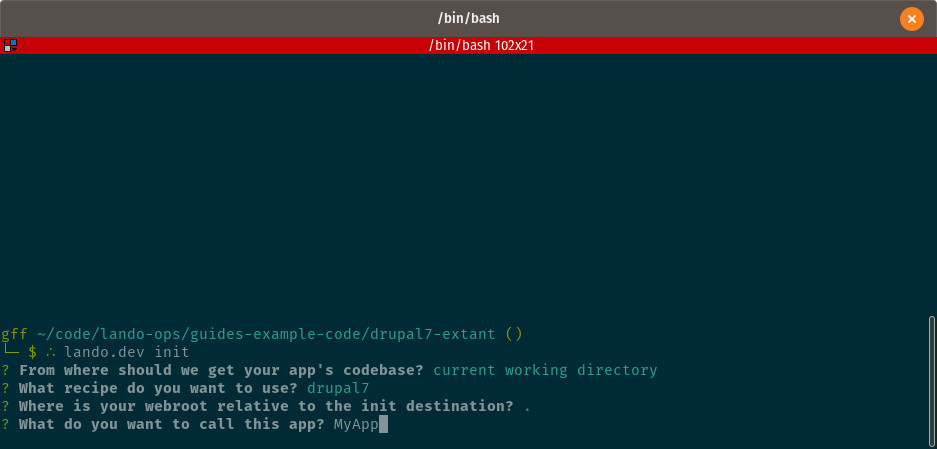 /bin/bash
/bin/bash 102x21
gff ~/code/lando-ops/guides-example-code/drupal7-extant ()
└─ $ ∴ lando.dev init
? From where should we get your app's codebase? current working directory
? What recipe do you want to use? drupal7
? Where is your webroot relative to the init destination? .
? What do you want to call this app? MyApp